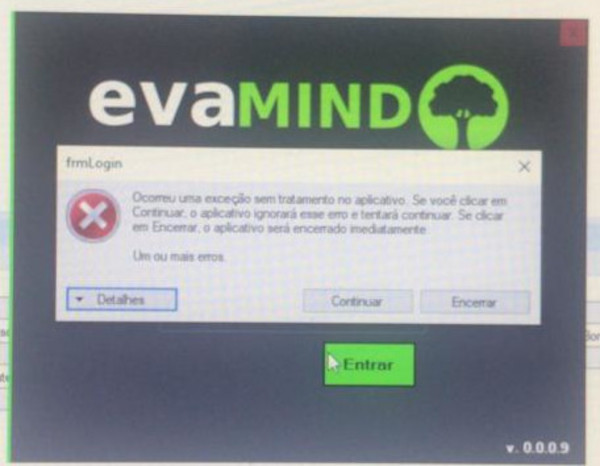 evaMIND
frmLogin
Ocorreu uma exceção sem tratamento no aplicativo. Se você clicar em
Continuar, o aplicativo ignorará esse erro e tentará continuar. Se clicar
em Encerrar, o aplicativo será encerrado imediatamente.
Um ou mais erros.
Detalhes
Continuar
Encerrar
Entrar
v. 0.0.0.9